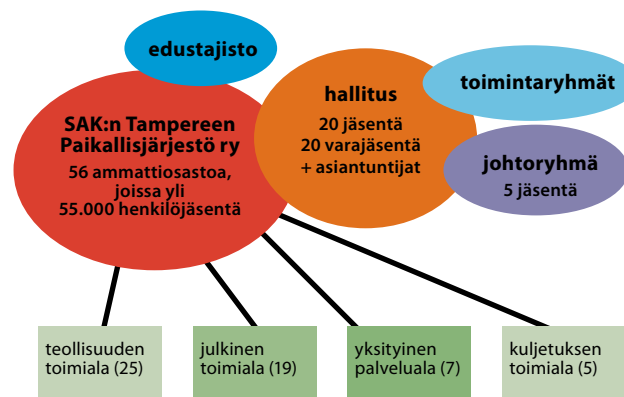 edustajisto
SAK:n Tampereen
Paikallisjärjestö ry
56 ammattiosastoa,
joissa yli
55.000 henkilöjäsentä
hallitus
20 jäsentä
20 varajäsentä
+ asiantuntijat
toimintaryhmät
johtoryhmä
5 jäsentä
teollisuuden
toimiala (25)
julkinen
toimiala (19)
yksityinen
palveluala (7)
kuljetuksen
toimiala (5)